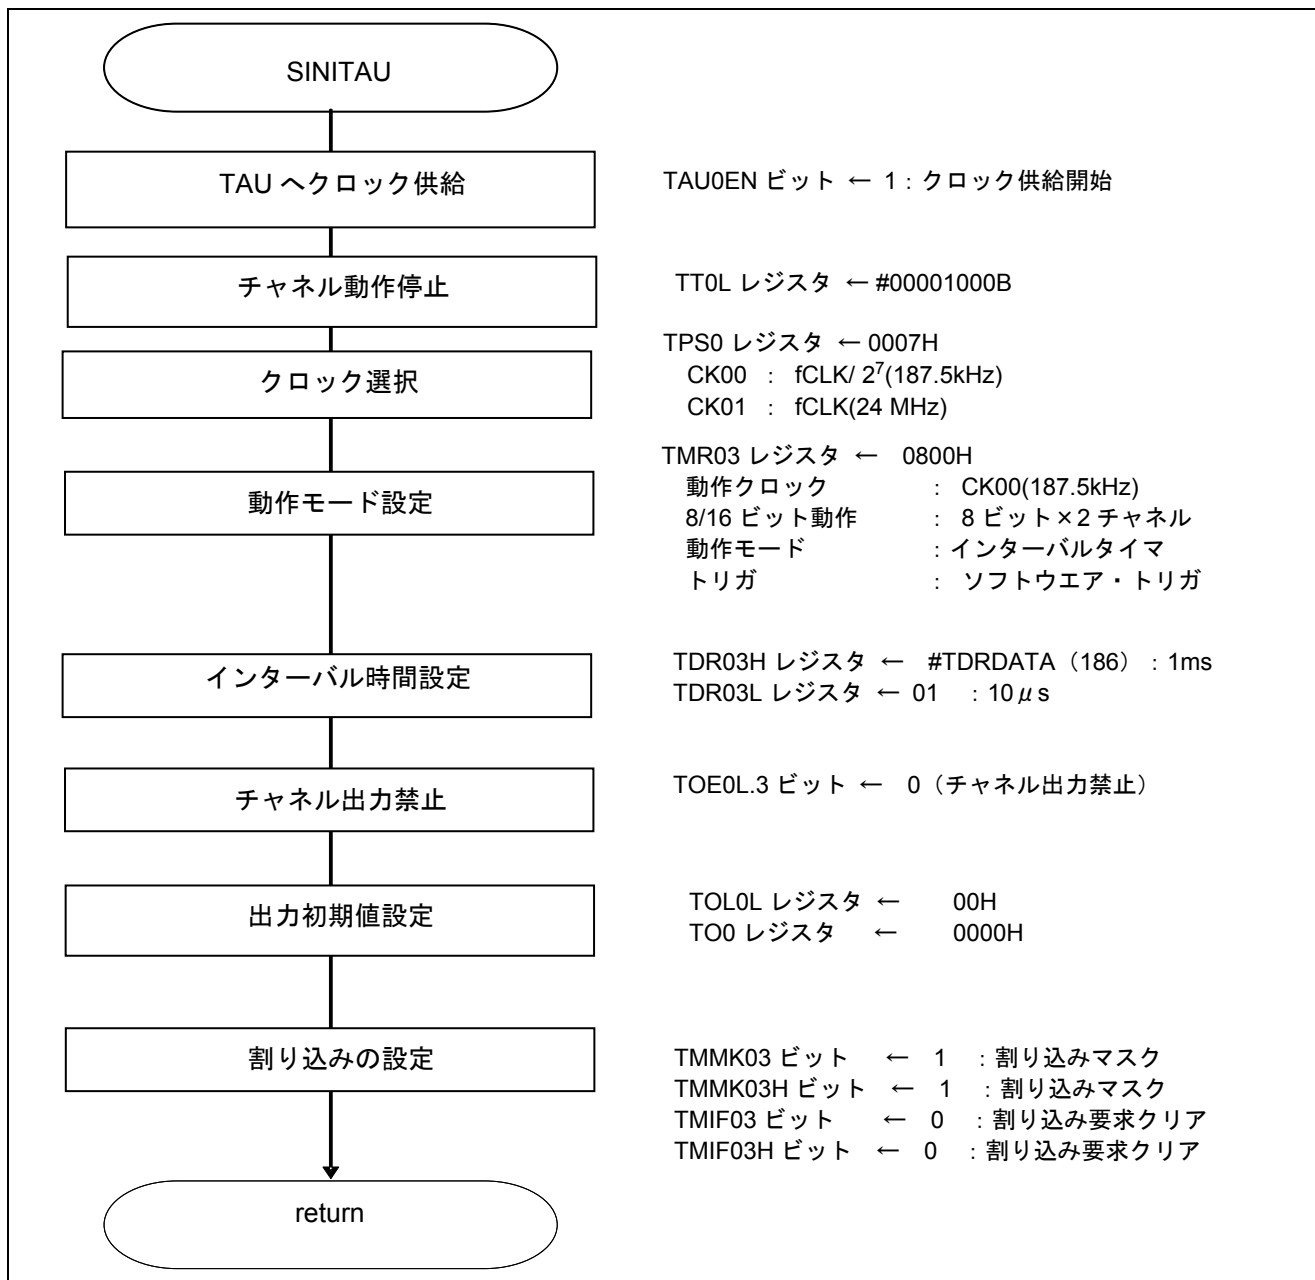 SINITAU
TAU へクロック供給
TAU0EN ビット ← 1 : クロック供給開始
チャネル動作停止
TT0L レジスタ ← #00001000B
クロック選択
TPS0 レジスタ ← 0007H
CK00 : fCLK/ 2⁷(187.5kHz)
CK01 : fCLK(24 MHz)
動作モード設定
TMR03 レジスタ ← 0800H
動作クロック : CK00(187.5kHz)
8/16 ビット動作 : 8 ビット×2 チャネル
動作モード : インターバルタイマ
トリガ : ソフトウエア・トリガ
インターバル時間設定
TDR03H レジスタ ← #TDRDATA（186）: 1ms
TDR03L レジスタ ← 01 : 10μs
チャネル出力禁止
TOE0L.3 ビット ← 0（チャネル出力禁止）
出力初期値設定
TOL0L レジスタ ← 00H
TO0 レジスタ ← 0000H
割り込みの設定
TMMK03 ビット ← 1 : 割り込みマスク
TMMK03H ビット ← 1 : 割り込みマスク
TMIF03 ビット ← 0 : 割り込み要求クリア
TMIF03H ビット ← 0 : 割り込み要求クリア
return